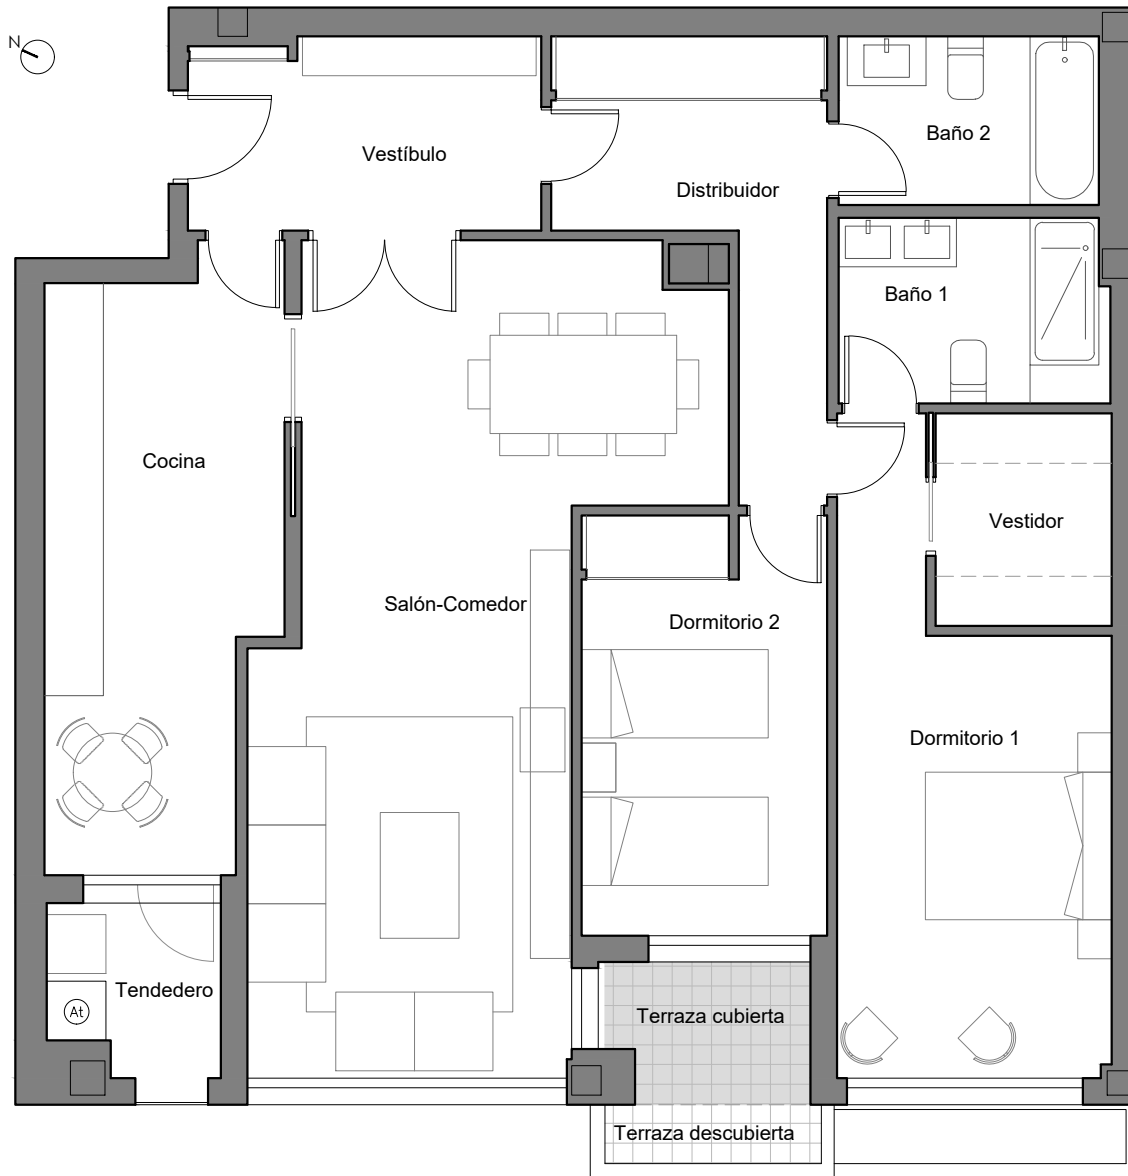 N
Baño 2
Vestíbulo
Distribuidor
Baño 1
Cocina
Vestidor
Salón-Comedor
Dormitorio 2
Dormitorio 1
Tendedero
At
Terraza cubierta
Terraza descubierta